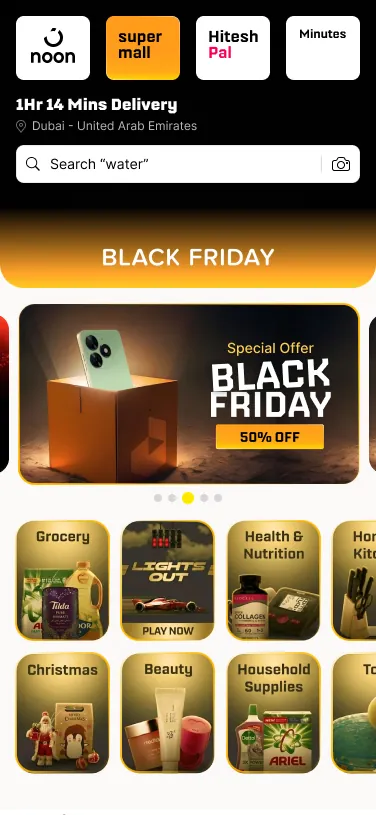 noon
super
mall
Hitesh
Pal
Minutes
1Hr 14 Mins Delivery
Dubai - United Arab Emirates
Search “water”
BLACK FRIDAY
Special Offer
BLACK
FRIDAY
50% OFF
Grocery
Tilda
LIGHTS
OUT
PLAY NOW
Health &
Nutrition
COLLAGEN
Christmas
Beauty
Household
Supplies
Dettol
ARIEL